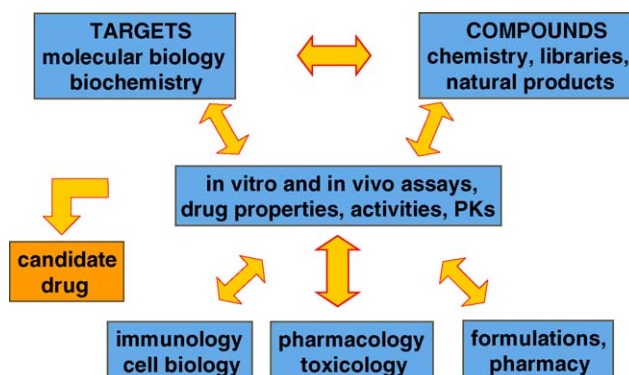 TARGETS
molecular biology
biochemistry
COMPOUNDS
chemistry, libraries,
natural products
in vitro and in vivo assays,
drug properties, activities, PKs
candidate
drug
immunology
cell biology
pharmacology
toxicology
formulations,
pharmacy